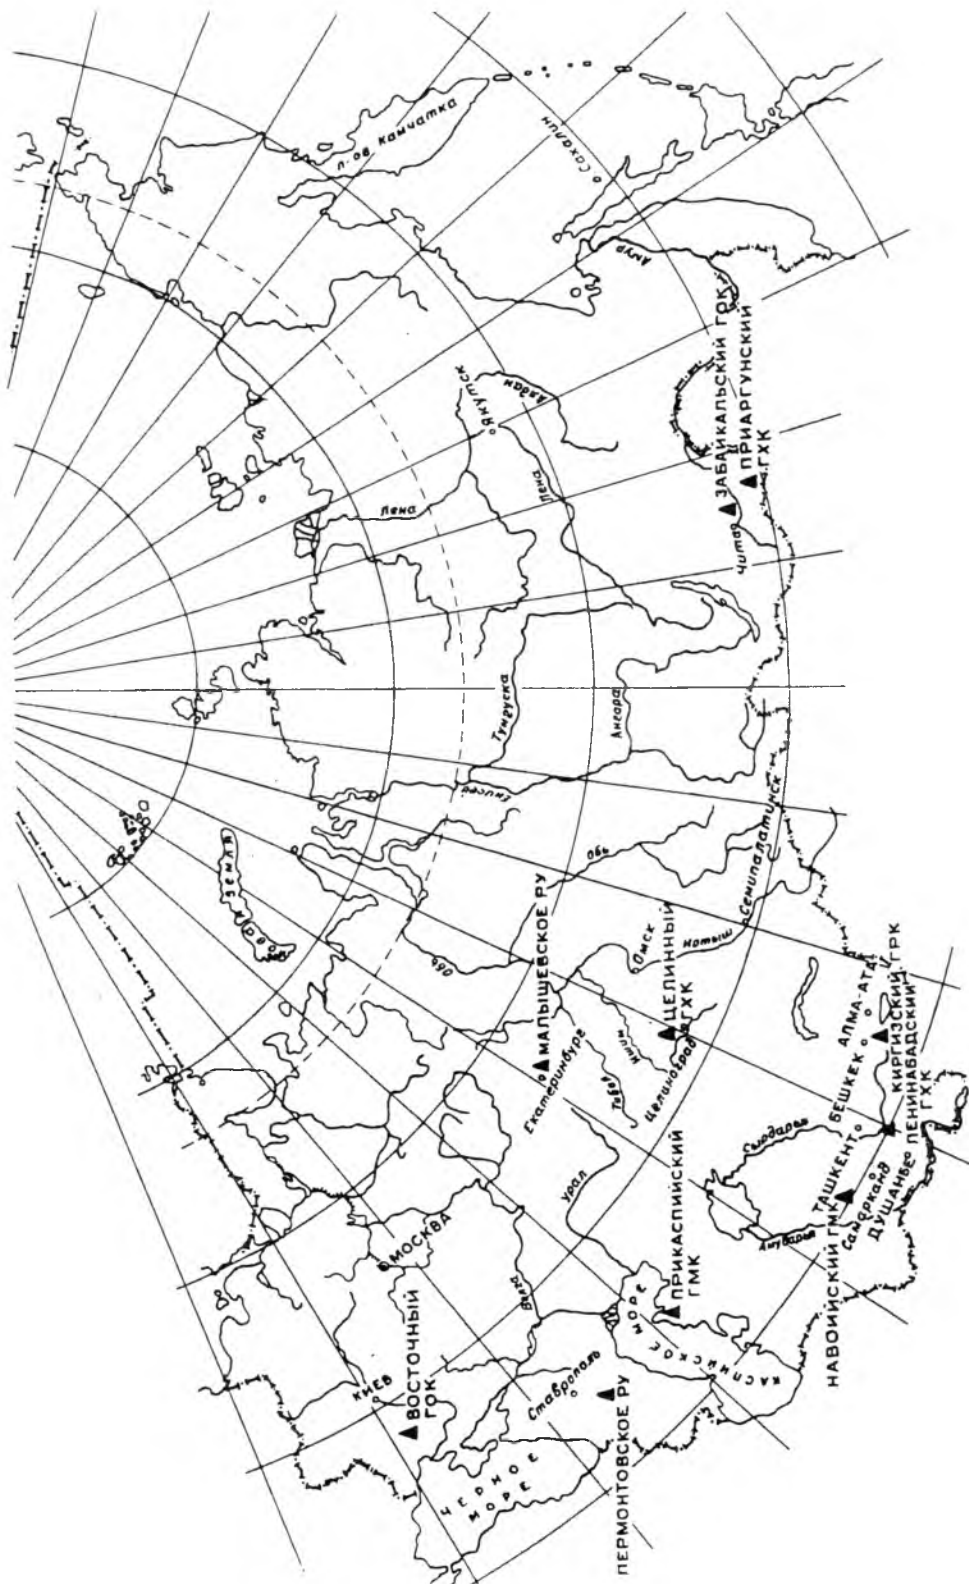 п-ов Камчатка
о. Сахалин
Амур
Якутск
Алдан
Лена
Лена
ЗАБАЙКАЛЬСКИЙ ГОК
ПРИАРГУНСКИЙ
ГХК
Чита
Тунгуска
Ангара
Енисей
ЗЕМЛЯ
Обь
Обь
МАЛЫШЕВСКОЕ РУ
Екатеринбург
Омск
Иртыш
Семипалатинск
ЦЕЛИННЫЙ
ГХК
Ишим
Тобол
Целиноград
АЛМА-АТА
БЕШКЕК
КИРГИЗСКИЙ ГРК
ЛЕНИНАБАДСКИЙ
ГХК
ТАШКЕНТ
Сырдарья
Амударья
Самарканд
ДУШАНБЕ
НАВОИЙСКИЙ ГМК
Урал
ПРИКАСПИЙСКИЙ
ГМК
МОСКВА
Волга
КАСПИЙСКОЕ МОРЕ
КИЕВ
ВОСТОЧНЫЙ
ГОК
Ставрополь
ЛЕРМОНТОВСКОЕ РУ
ЧЕРНОЕ
МОРЕ